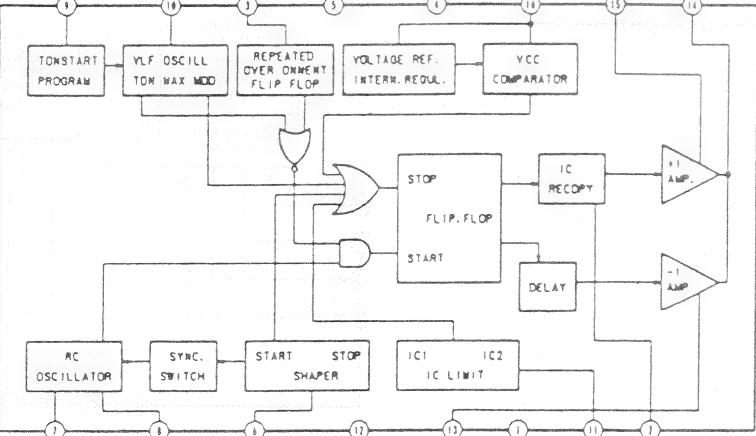 9 10 3 5 4 16 15 14
TONSTART
PROGRAM
VLF OSCILL
TON MAX MOD
REPEATED
OVER ONMENT
FLIP FLOP
VOLTAGE REF.
INTERN.REGUL.
VCC
COMPARATOR
STOP
FLIP.FLOP
START
IC
RECOPY
+1
AMP.
DELAY
-1
AMP
RC
OSCILLATOR
SYNC.
SWITCH
START STOP
SHAPER
IC1 IC2
IC LIMIT
7 8 6 12 13 1 11 2